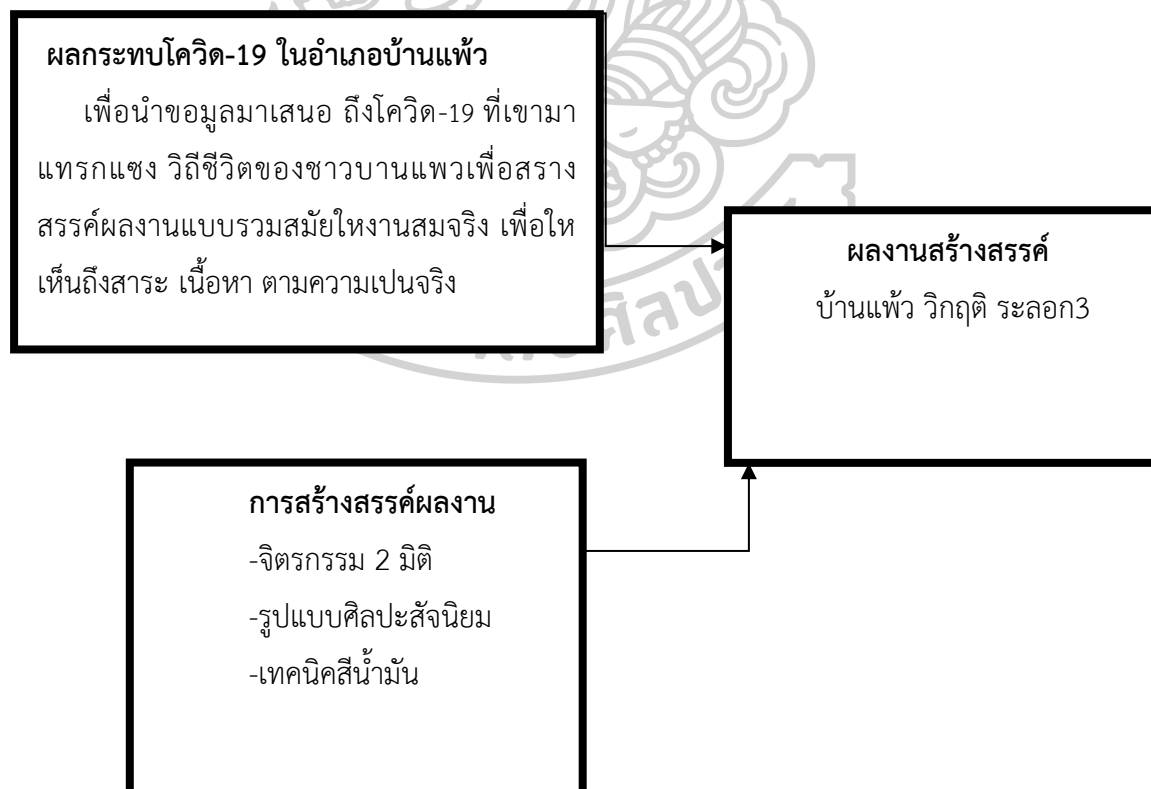 ผลกระทบโควิด-19 ในอำเภอบ้านแพ้ว
เพื่อนำขอมูลมาเสนอ ถึงโควิด-19 ที่เขามา
แทรกแซง วิถีชีวิตของชาวบานแพวเพื่อสราง
สรรค์ผลงานแบบรวมสมัยใหงานสมจริง เพื่อให
เห็นถึงสาระ เนื้อหา ตามความเปนจริง
ผลงานสร้างสรรค์
บ้านแพ้ว วิกฤติ ระลอก3
การสร้างสรรค์ผลงาน
-จิตรกรรม 2 มิติ
-รูปแบบศิลปะสัจนิยม
-เทคนิคสีน้ำมัน